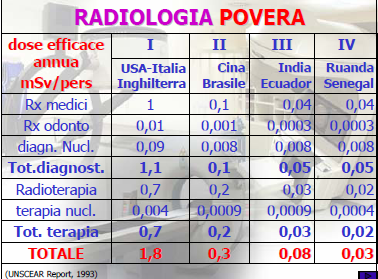 RADIOLOGIA POVERA
dose efficace annua mSv/pers I II III IV
USA-Italia Inghilterra Cina Brasile India Ecuador Ruanda Senegal
Rx medici 1 0,1 0,04 0,04
Rx odonto 0,01 0,001 0,0003 0,0003
diagn. Nucl. 0,09 0,008 0,008 0,008
Tot.diagnost. 1,1 0,1 0,05 0,05
Radioterapia 0,7 0,2 0,03 0,02
terapia nucl. 0,004 0,0009 0,0009 0,0004
Tot. terapia 0,7 0,2 0,03 0,02
TOTALE 1,8 0,3 0,08 0,03
(UNSCEAR Report, 1993)